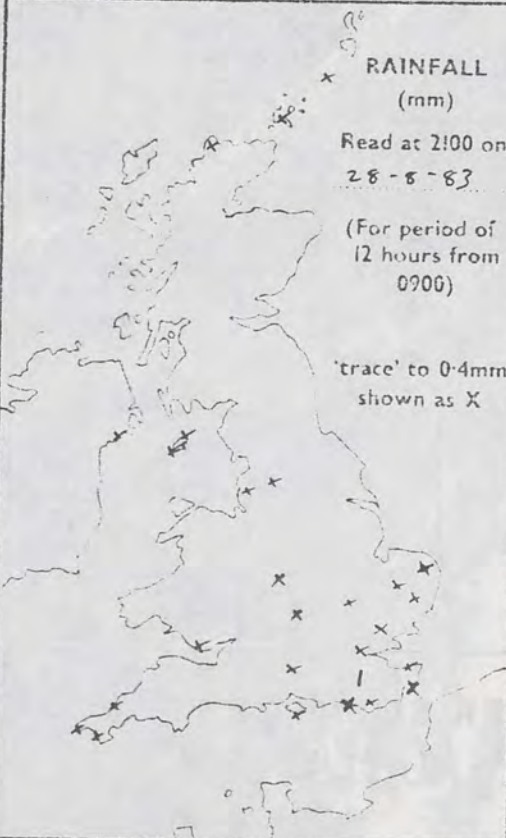 RAINFALL
(mm)
Read at 2100 on
28-8-83
(For period of
12 hours from
0900)
'trace' to 0·4mm
shown as X
1